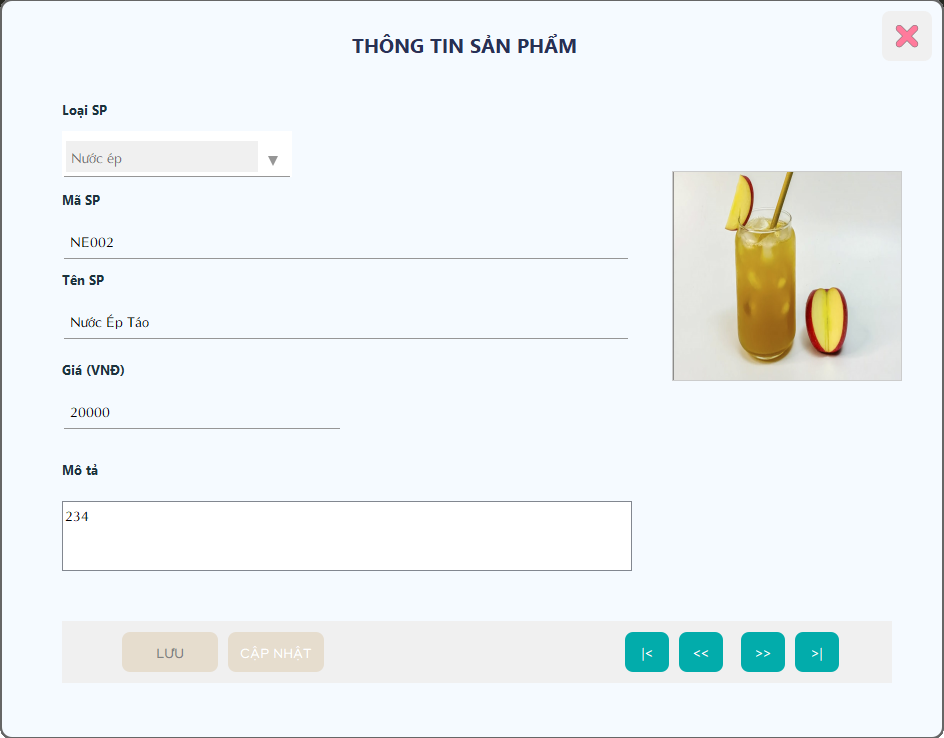 THÔNG TIN SẢN PHẨM
Loại SP
Nước ép
Mã SP
NE002
Tên SP
Nước Ép Táo
Giá (VNĐ)
20000
Mô tả
234
LƯU CẬP NHẬT |< << >> >|